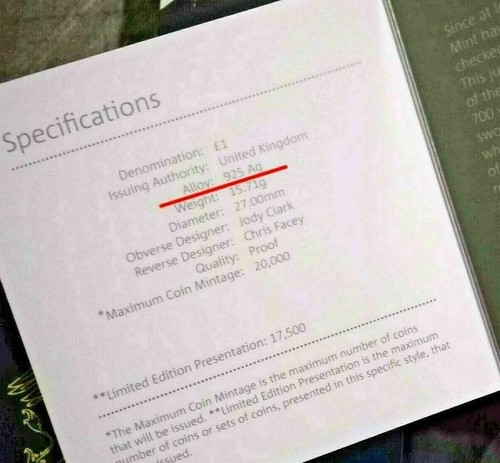 Specifications
Denomination: £1
Issuing Authority: United Kingdom
Alloy: 925 Ag
Weight: 15.71g
Diameter: 27.00mm
Obverse Designer: Jody Clark
Reverse Designer: Chris Facey
Quality: Proof
*Maximum Coin Mintage: 20,000
**Limited Edition Presentation: 17,500
*The Maximum Coin Mintage is the maximum number of coins
that will be issued. **Limited Edition Presentation is the maximum
number of coins or sets of coins, presented in this specific style, that
issued.
Since at
Mint ha
checke
This
of the
700
swe
wh